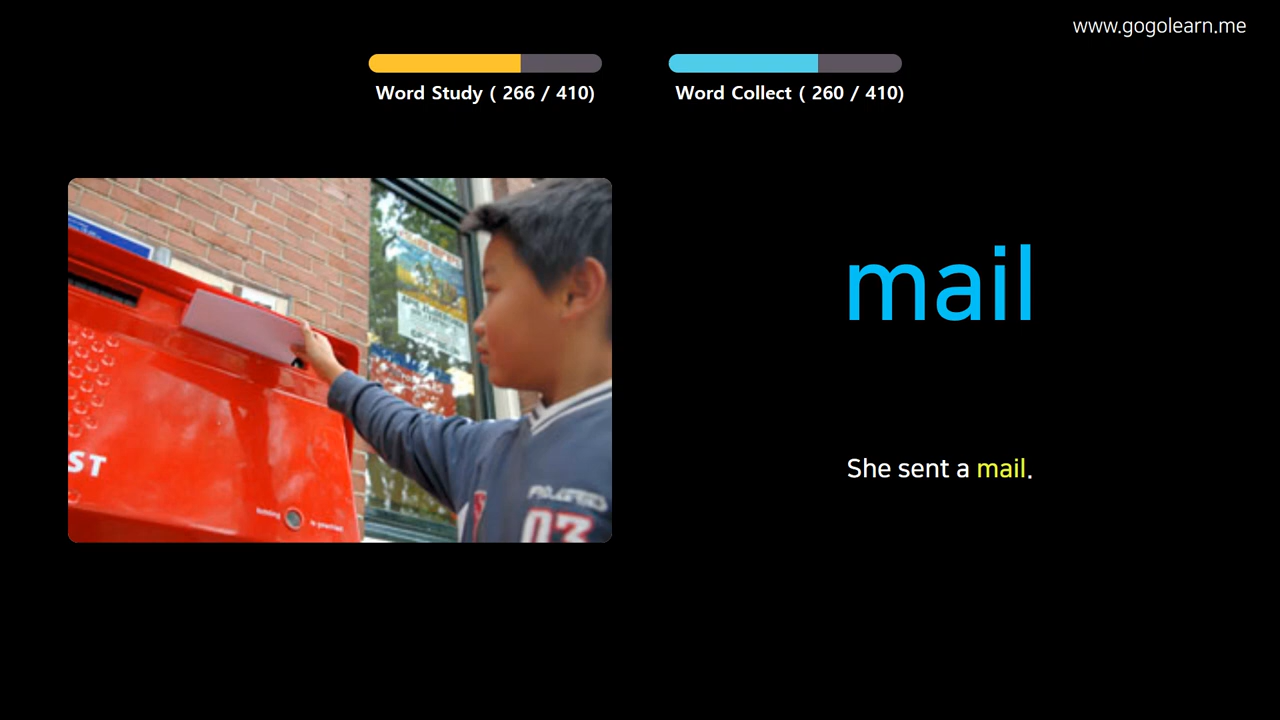 www.gogolearn.me
Word Study ( 266 / 410)
Word Collect ( 260 / 410)
mail
She sent a mail.
ST
03